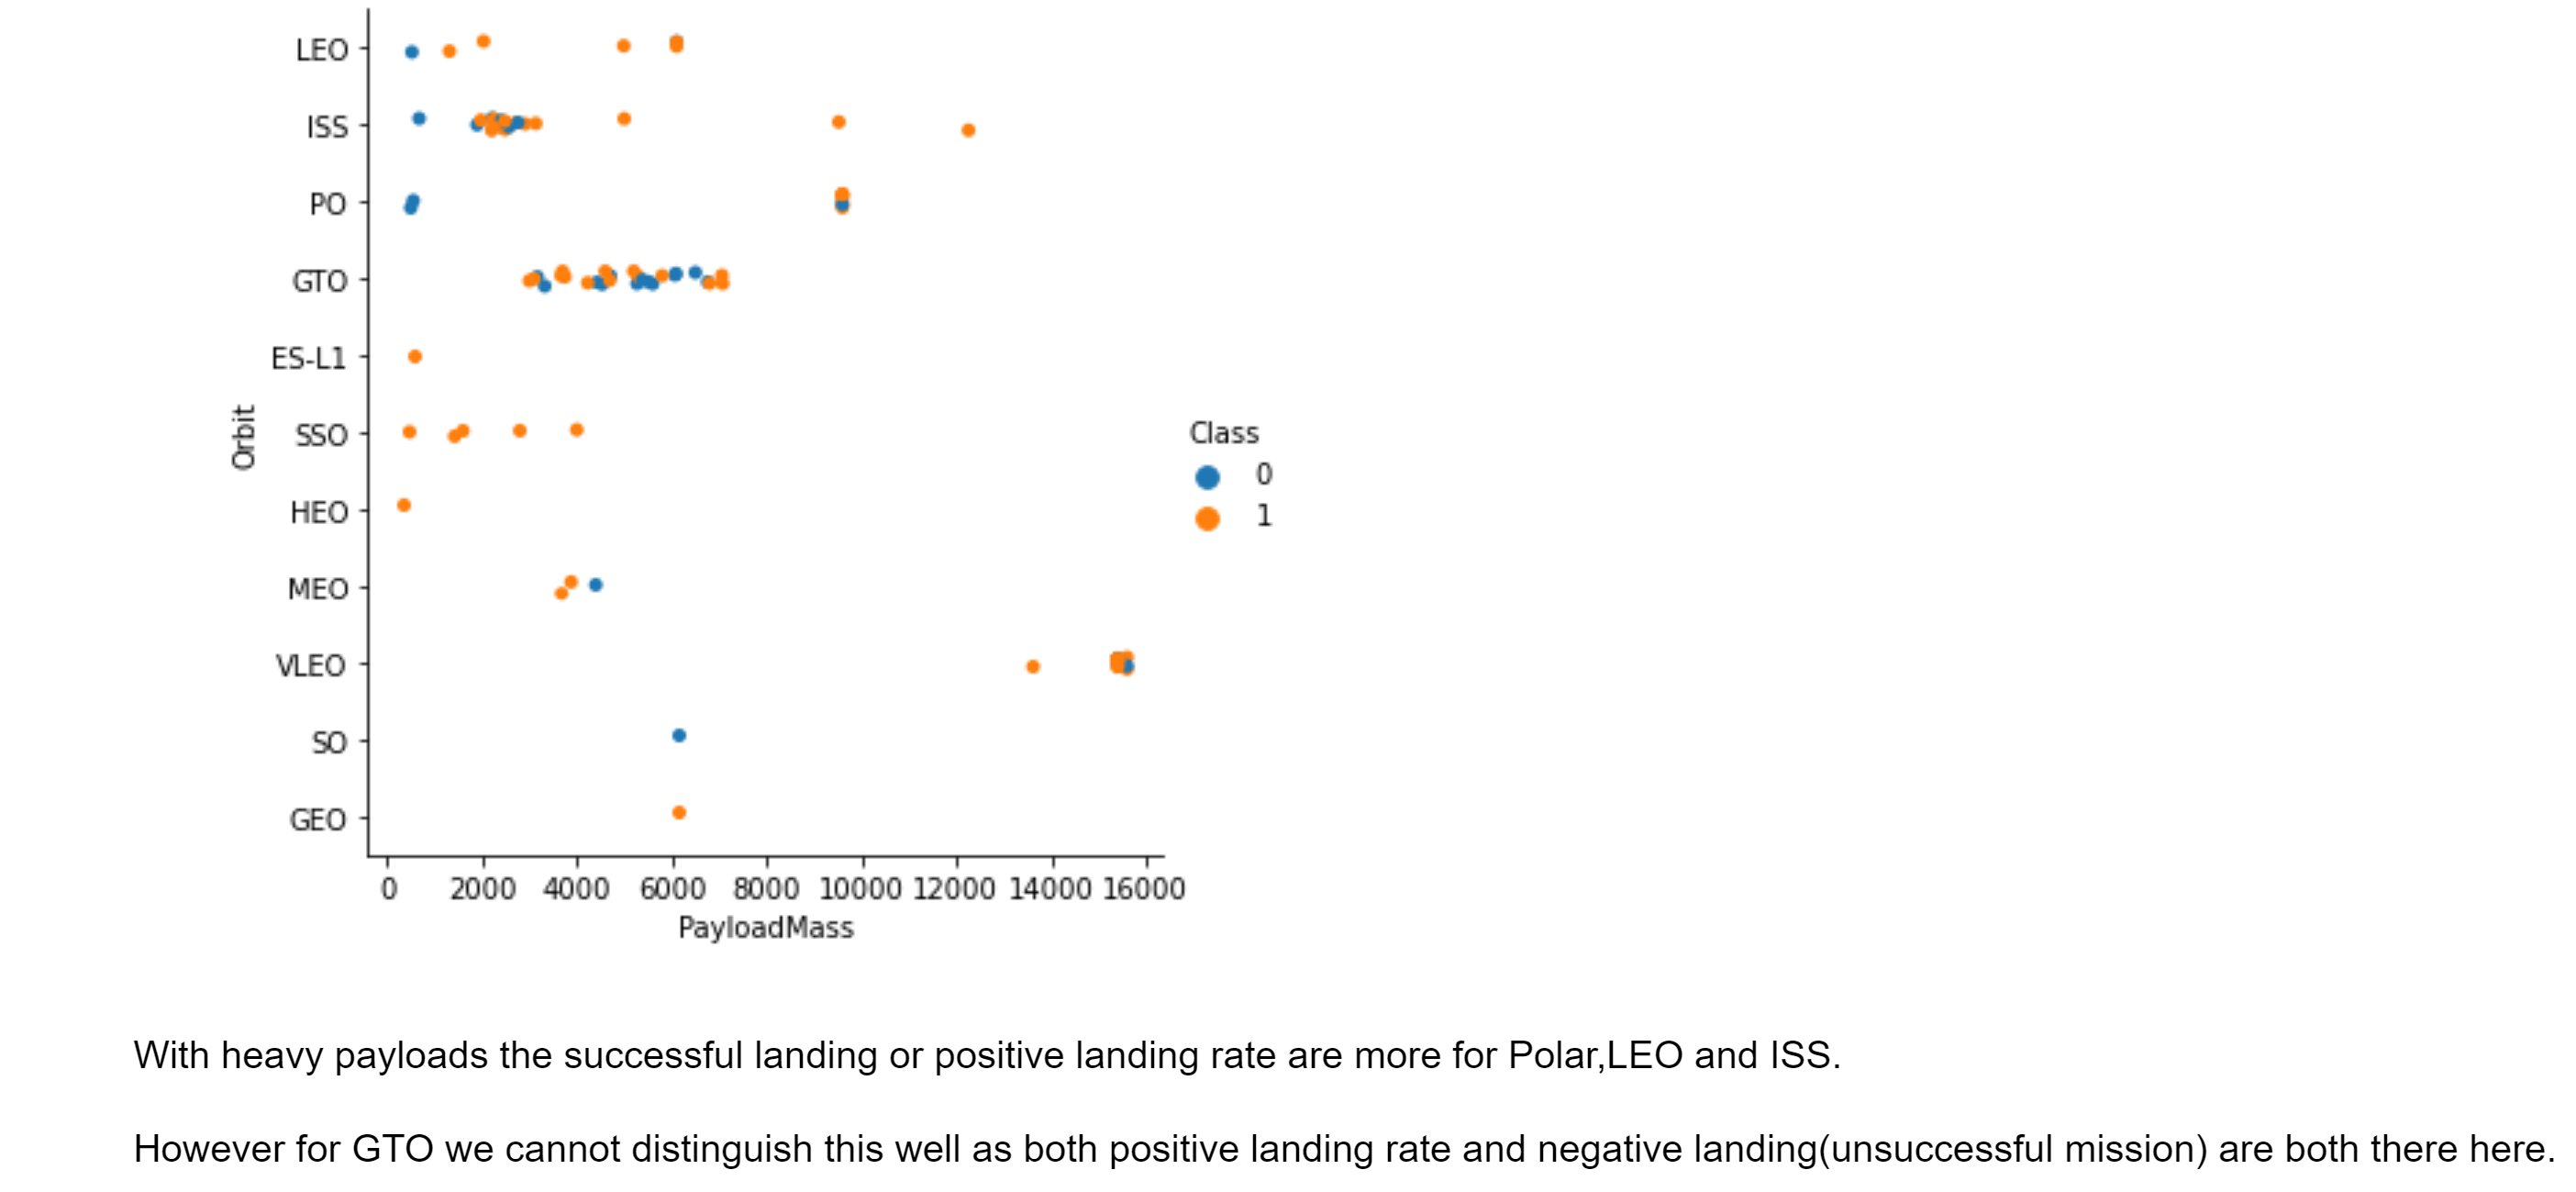 LEO
ISS
PO
GTO
ES-L1
SSO
HEO
MEO
VLEO
SO
GEO
Orbit
Class
0
1
0 2000 4000 6000 8000 10000 12000 14000 16000
PayloadMass
With heavy payloads the successful landing or positive landing rate are more for Polar,LEO and ISS.
However for GTO we cannot distinguish this well as both positive landing rate and negative landing(unsuccessful mission) are both there here.